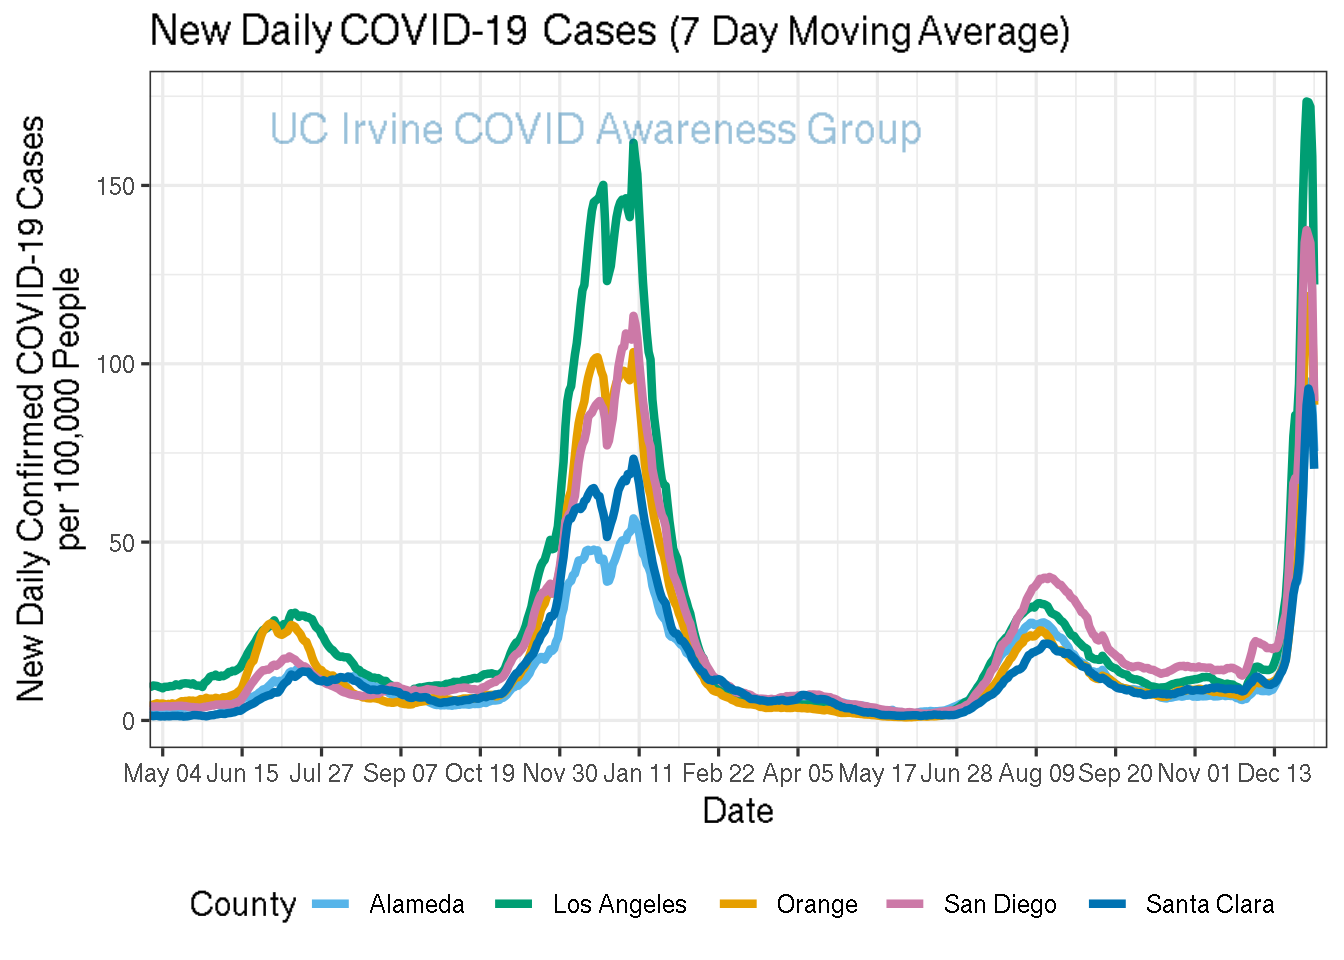 New Daily COVID-19 Cases (7 Day Moving Average)
UC Irvine COVID Awareness Group
New Daily Confirmed COVID-19 Cases
per 100,000 People
150
100
50
0
May 04 Jun 15 Jul 27 Sep 07 Oct 19 Nov 30 Jan 11 Feb 22 Apr 05 May 17 Jun 28 Aug 09 Sep 20 Nov 01 Dec 13
Date
County Alameda Los Angeles Orange San Diego Santa Clara